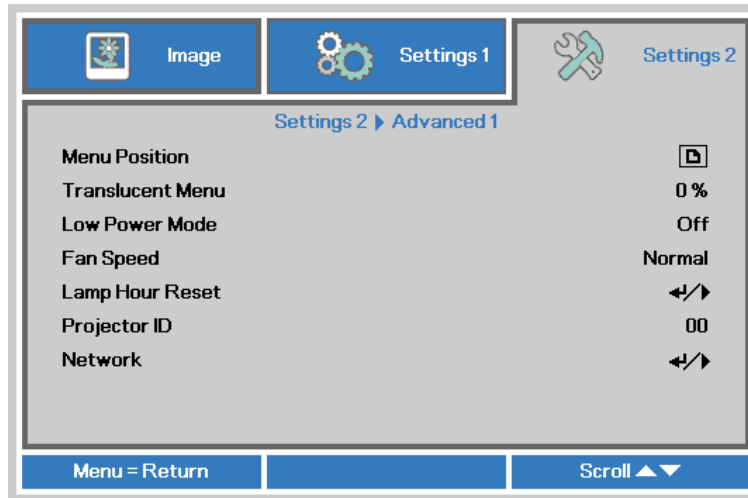 Image Settings 1 Settings 2
Settings 2 Advanced 1
Menu Position
Translucent Menu 0 %
Low Power Mode Off
Fan Speed Normal
Lamp Hour Reset
Projector ID 00
Network
Menu = Return Scroll